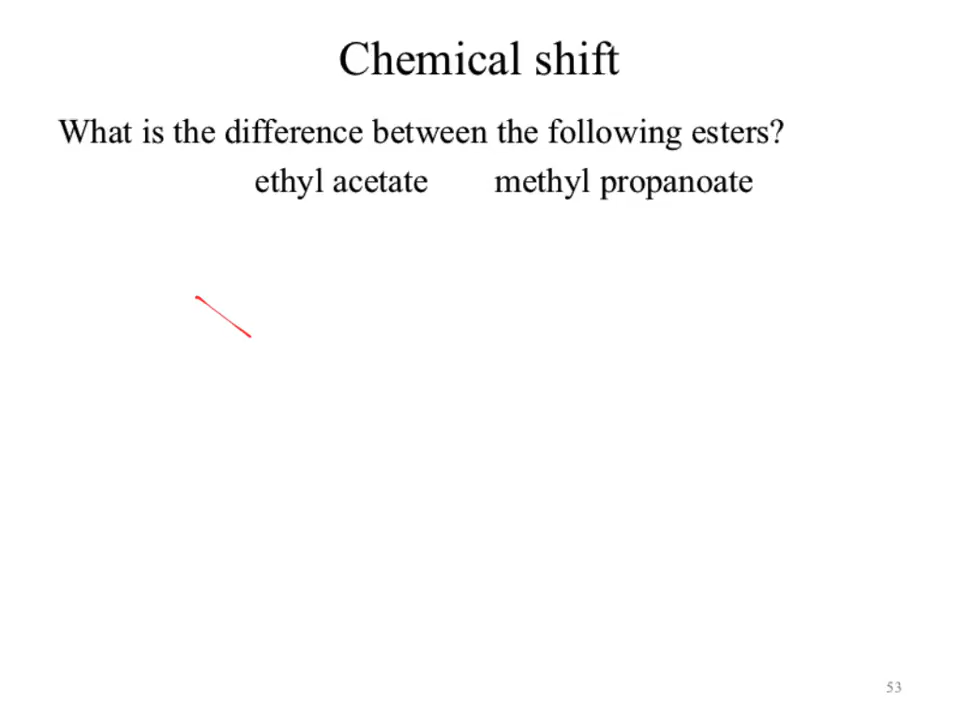 Chemical shift
What is the difference between the following esters?
ethyl acetate methyl propanoate
53